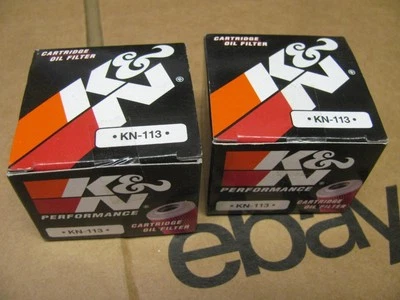 CARTRIDGE
OIL FILTER
K&N
®
• KN-113 •
K&N
PERFORMANCE
• KN-113 •
CARTRIDGE
OIL FILTER
CARTRIDGE
OIL FILTER
K&N
®
• KN-113 •
K&N
PERFORMANCE
• KN-113 •
CARTRIDGE
OIL FILTER
ebay